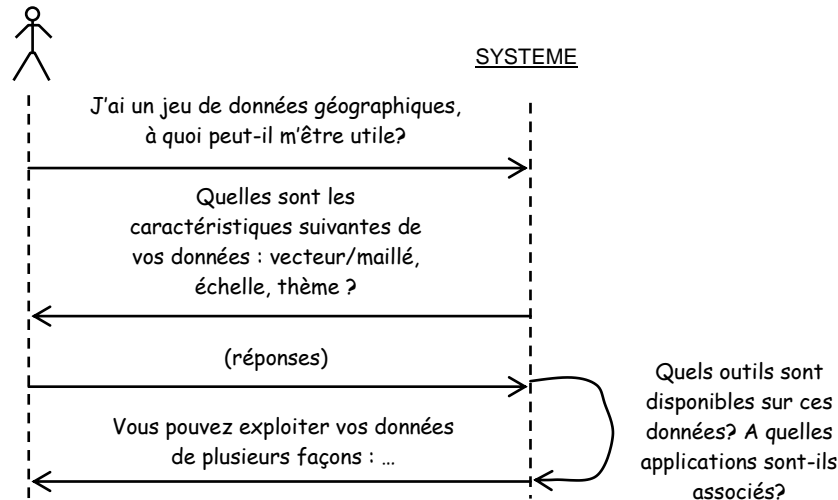 SYSTEME
J'ai un jeu de données géographiques,
à quoi peut-il m'être utile?
Quelles sont les
caractéristiques suivantes de
vos données : vecteur/maillé,
échelle, thème ?
(réponses)
Vous pouvez exploiter vos données
de plusieurs façons : …
Quels outils sont
disponibles sur ces
données? A quelles
applications sont-ils
associés?